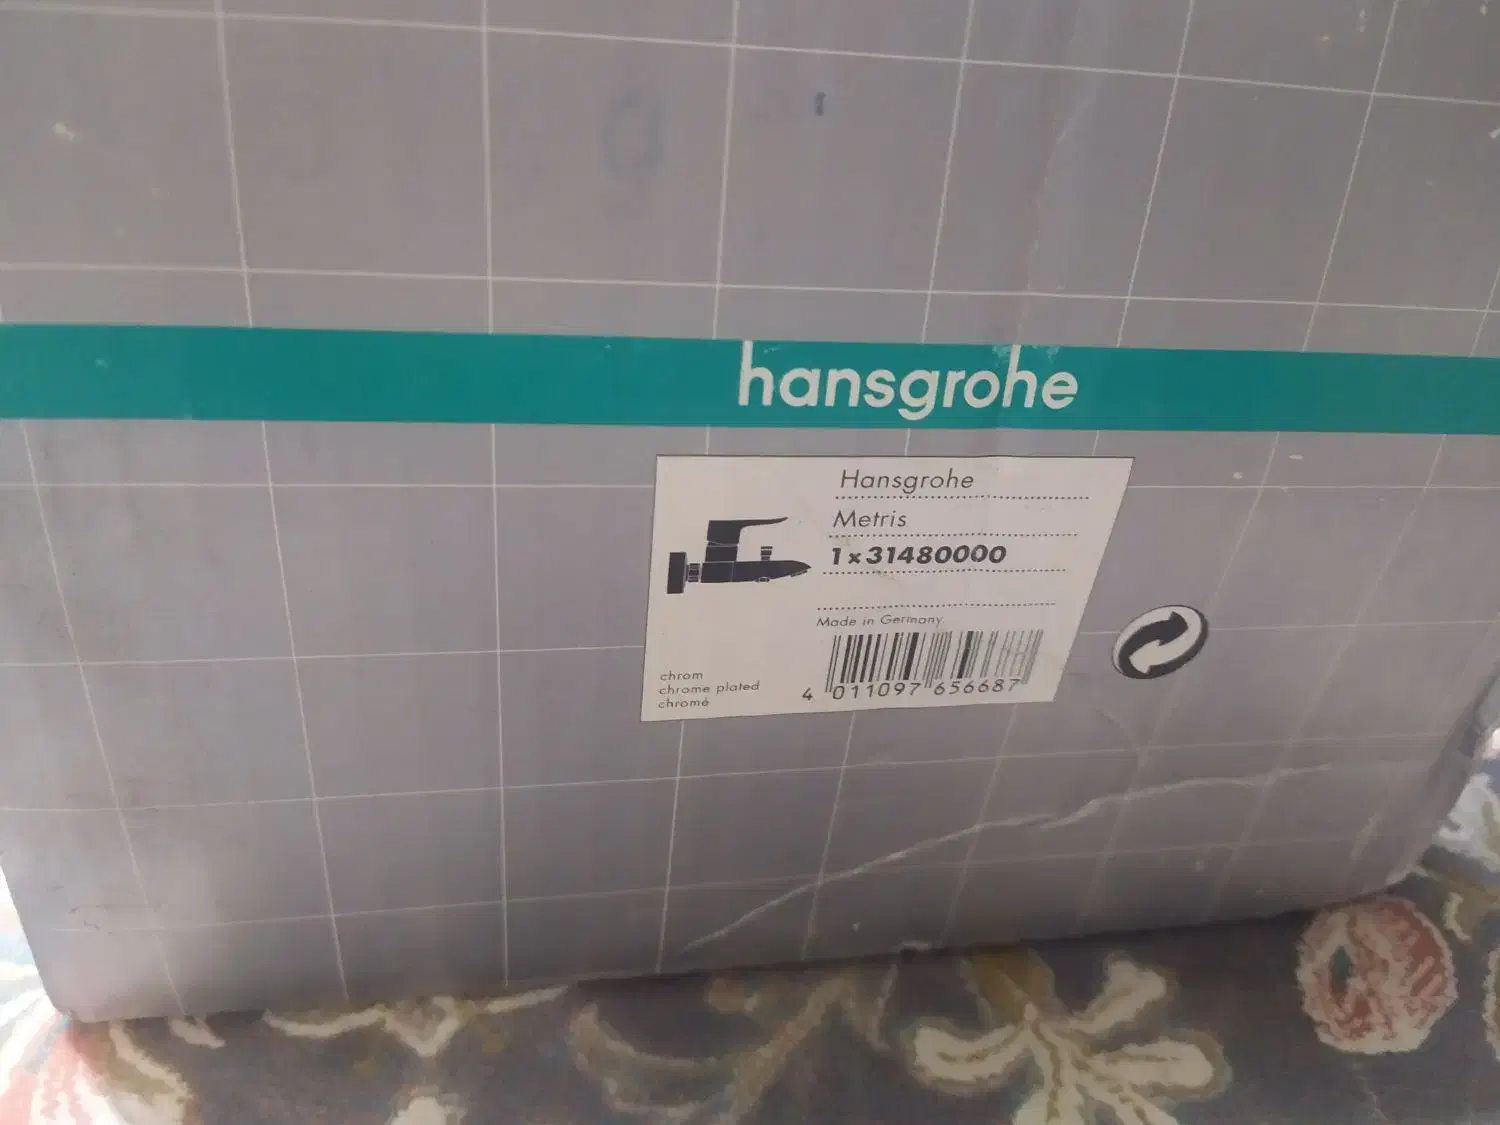 hansgrohe
Hansgrohe
Metris
1x31480000
Made in Germany
chrom
chrome plated
chromé
4 011097 656687